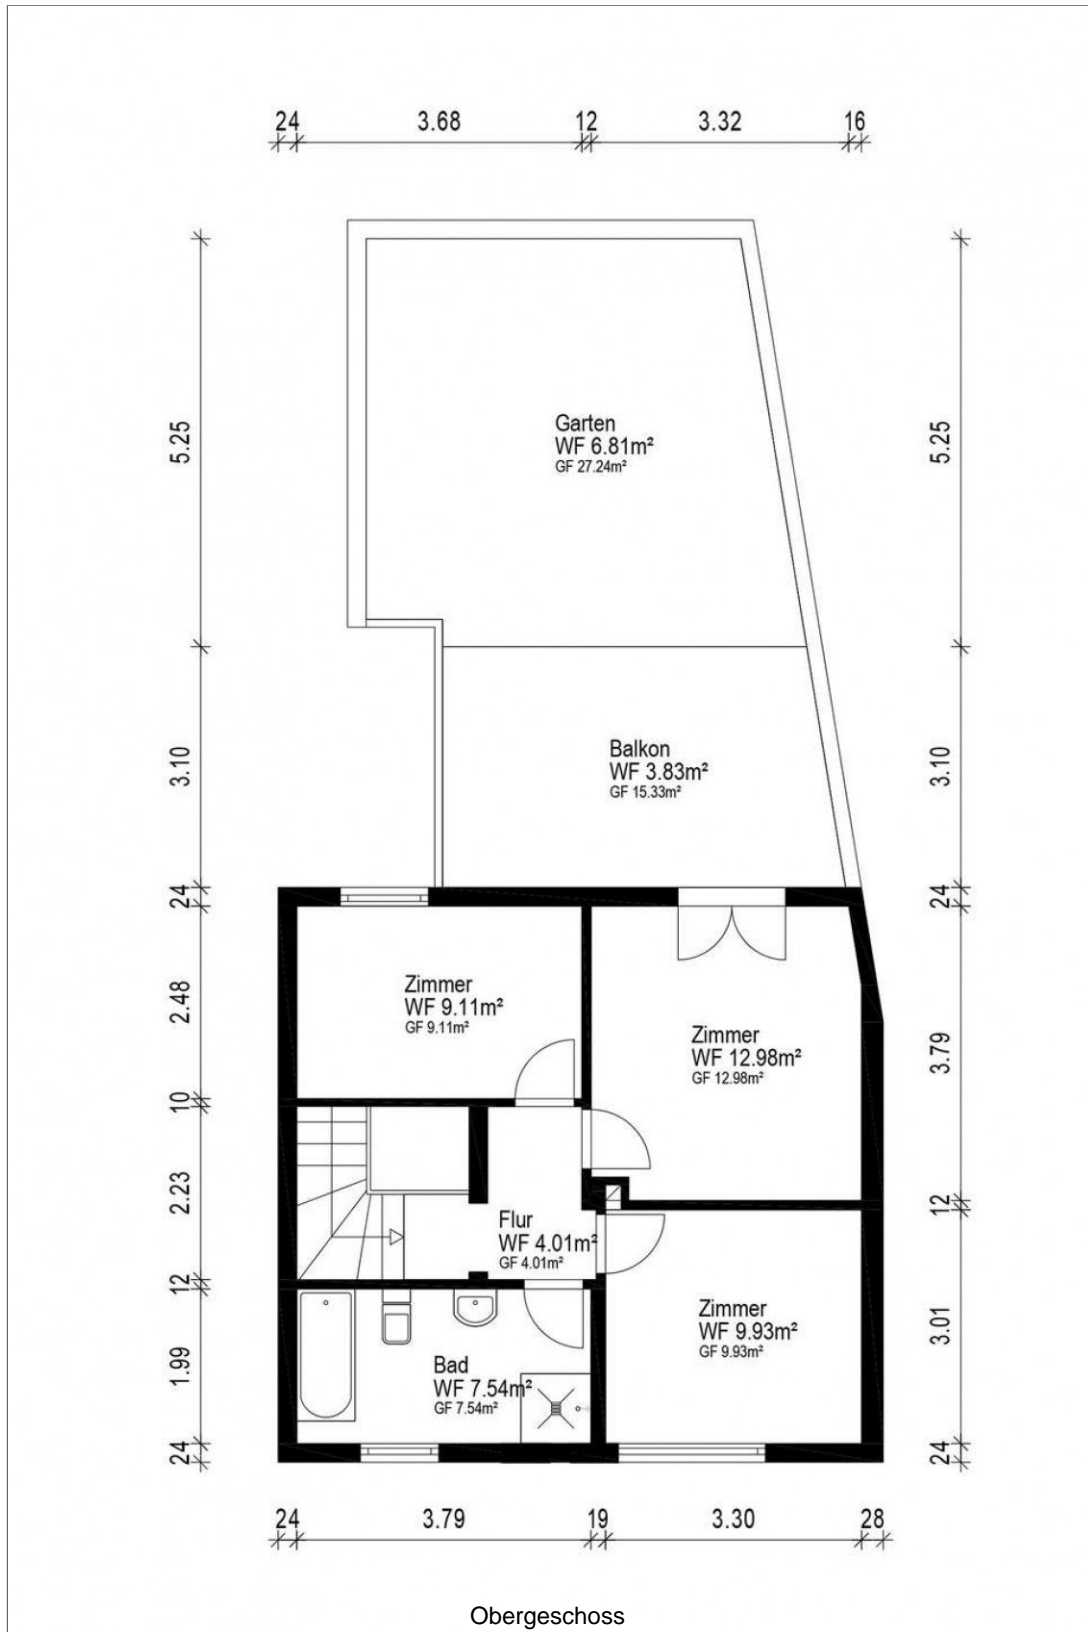 24 3.68 12 3.32 16
5.25
5.25
Garten
WF 6.81m²
GF 27.24m²
3.10
3.10
Balkon
WF 3.83m²
GF 15.33m²
24
24
2.48
Zimmer
WF 9.11m²
GF 9.11m²
Zimmer
WF 12.98m²
GF 12.98m²
3.79
10
2.23
12
Flur
WF 4.01m²
GF 4.01m²
12
Zimmer
WF 9.93m²
GF 9.93m²
3.01
1.99
Bad
WF 7.54m²
GF 7.54m²
24
24
24 3.79 19 3.30 28
Obergeschoss